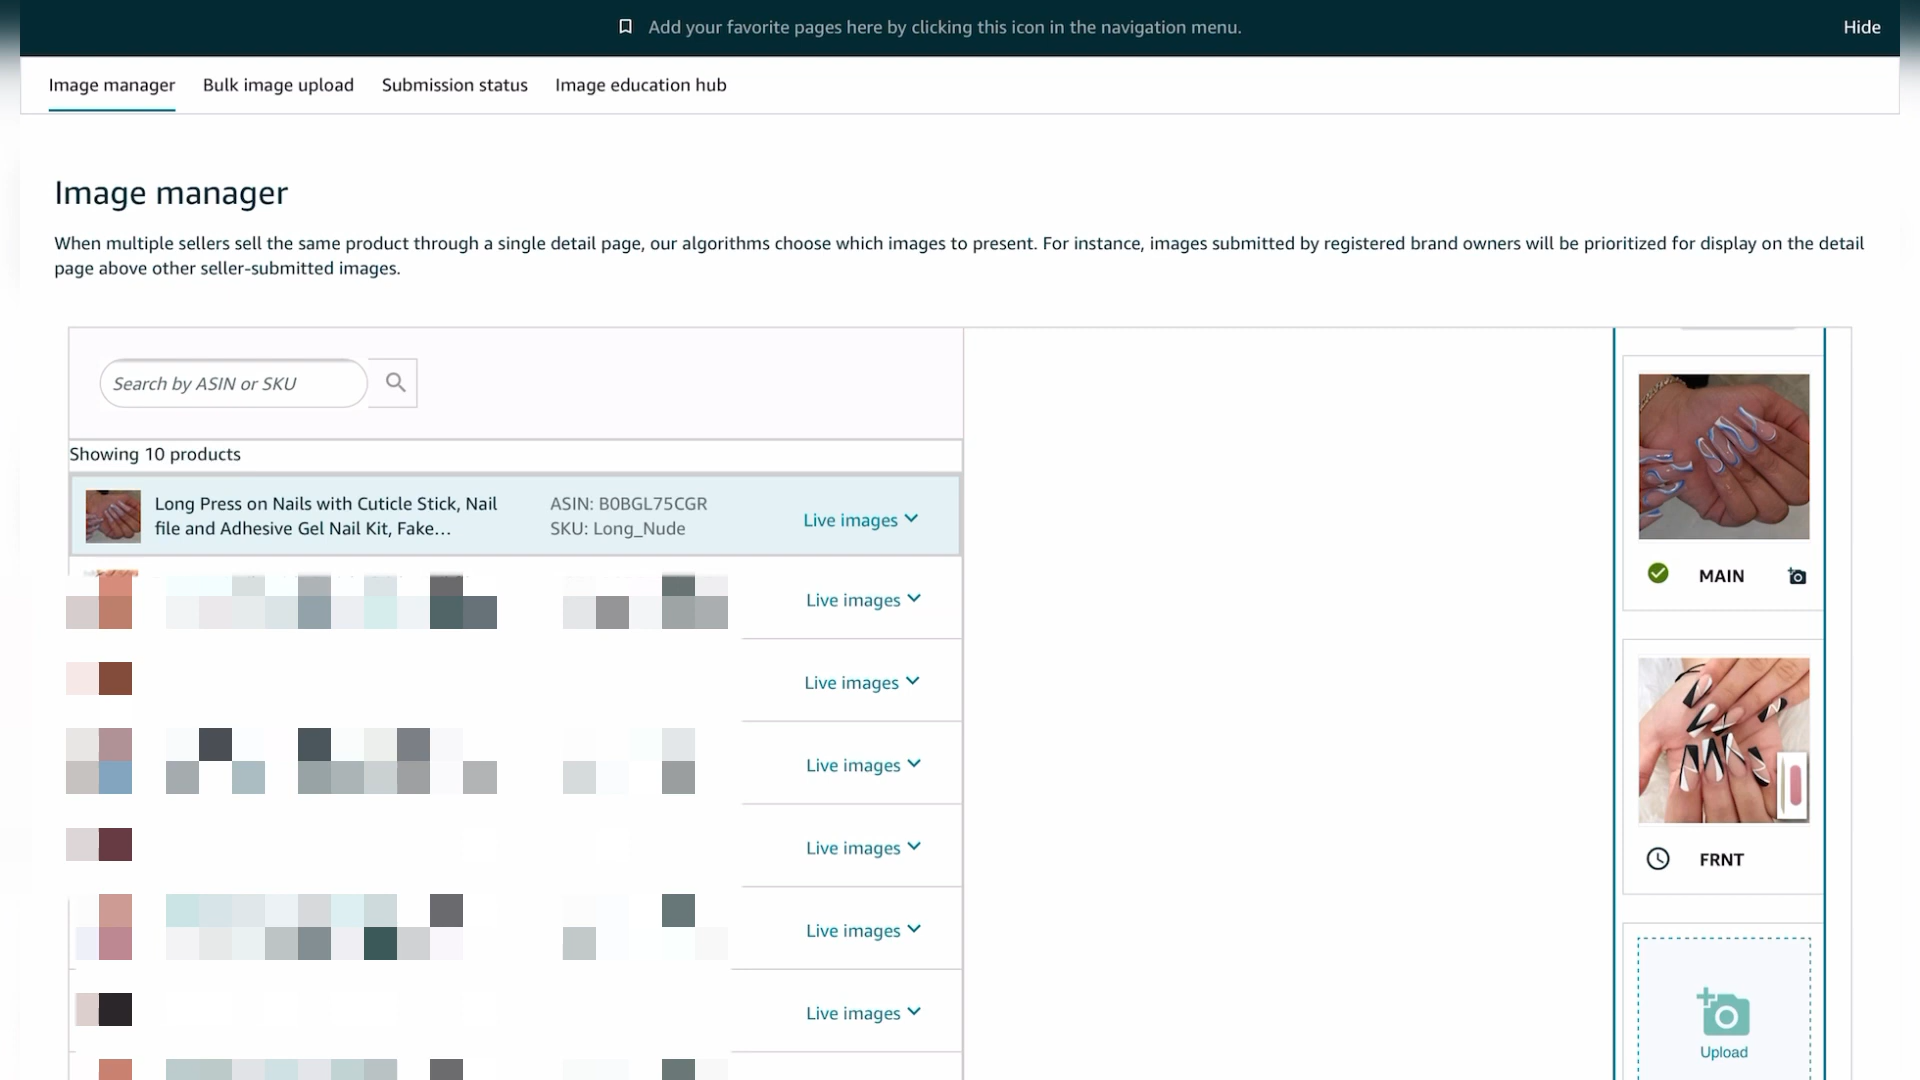 Add your favorite pages here by clicking this icon in the navigation menu.
Hide
Image manager
Bulk image upload
Submission status
Image education hub
Image manager
When multiple sellers sell the same product through a single detail page, our algorithms choose which images to present. For instance, images submitted by registered brand owners will be prioritized for display on the detail
page above other seller-submitted images.
Search by ASIN or SKU
Showing 10 products
Long Press on Nails with Cuticle Stick, Nail
file and Adhesive Gel Nail Kit, Fake...
ASIN: B0BGL75CGR
SKU: Long_Nude
Live images
Live images
Live images
Live images
Live images
Live images
Live images
MAIN
FRNT
Upload